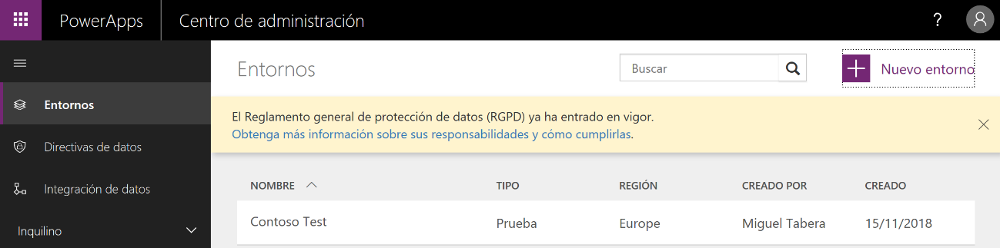 PowerApps
Centro de administración
?
Entornos
Buscar
Nuevo entorno
Entornos
Directivas de datos
Integración de datos
Inquilino
El Reglamento general de protección de datos (RGPD) ya ha entrado en vigor.
Obtenga más información sobre sus responsabilidades y cómo cumplirlas.
NOMBRE TIPO REGIÓN CREADO POR CREADO
Contoso Test Prueba Europe Miguel Tabera 15/11/2018